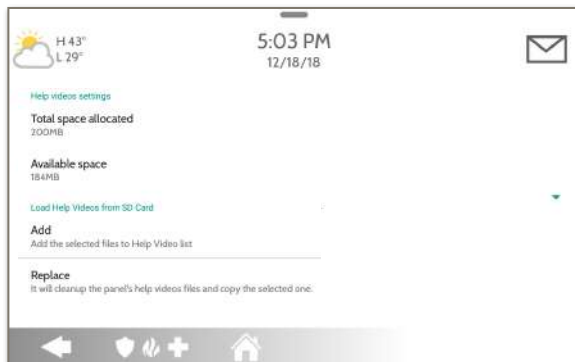 H 43°
L 29°
5:03 PM
12/18/18
Help videos settings
Total space allocated
200MB
Available space
184MB
Load Help Videos from SD Card
Add
Add the selected files to Help Video list
Replace
It will cleanup the panel's help videos files and copy the selected one.